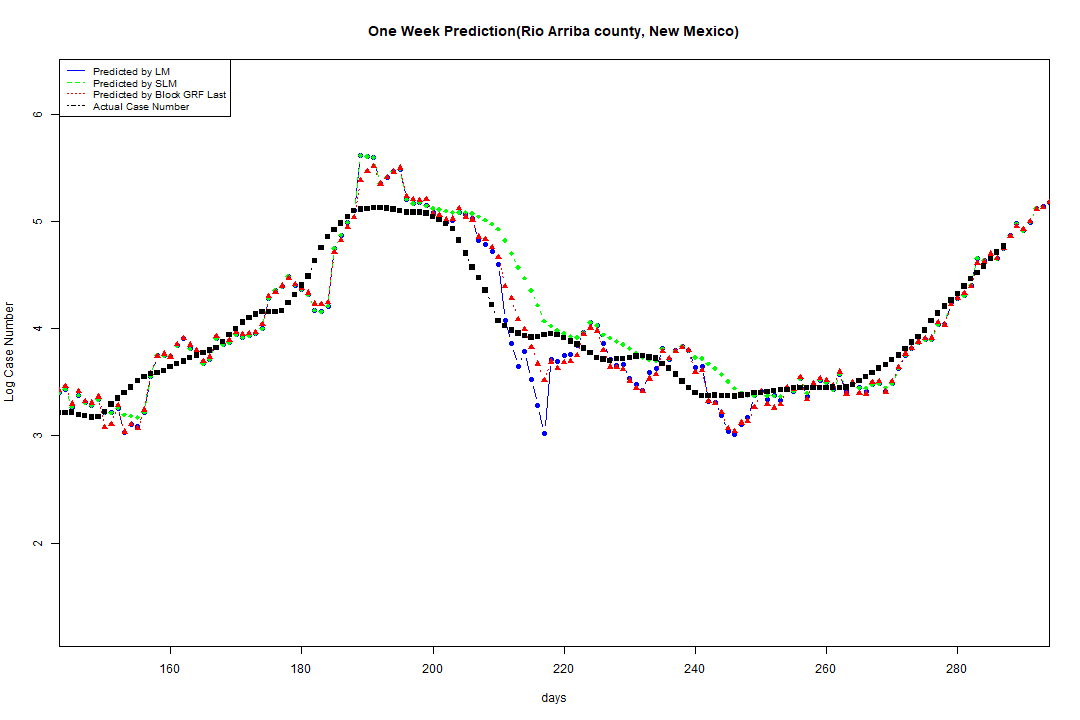 One Week Prediction(Rio Arriba county, New Mexico)
Predicted by LM
Predicted by SLM
Predicted by Block GRF Last
Actual Case Number
Log Case Number
6
5
4
3
2
160 180 200 220 240 260 280
days